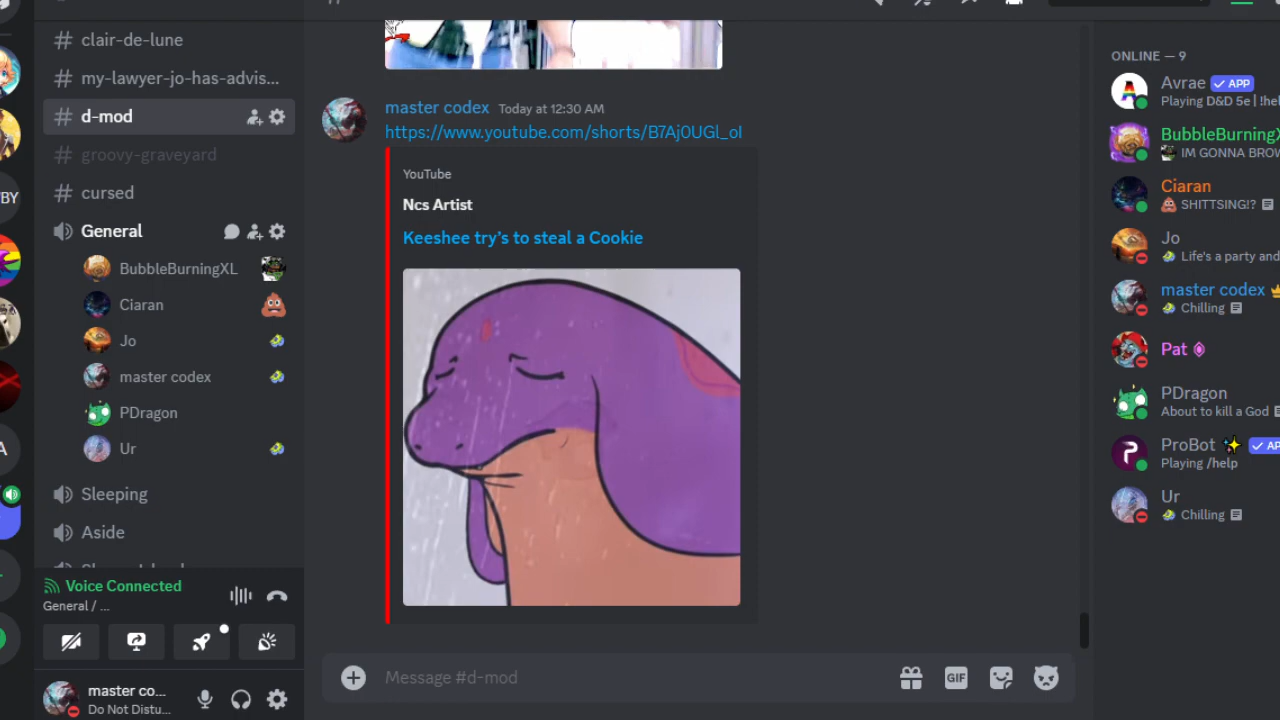 BY
A
clair-de-lune
my-lawyer-jo-has-advis...
d-mod
groovy-graveyard
cursed
General
BubbleBurningXL
Ciaran
Jo
master codex
PDragon
Ur
Sleeping
Aside
Voice Connected
General / ...
master co...
Do Not Distu...
master codex Today at 12:30 AM
https://www.youtube.com/shorts/B7Aj0UGl_oI
YouTube
Ncs Artist
Keeshee try's to steal a Cookie
Message #d-mod
GIF
ONLINE — 9
Avrae APP
Playing D&D 5e | !hel
BubbleBurningX
IM GONNA BROW
Ciaran
SHITTSING!?
Jo
Life's a party and
master codex
Chilling
Pat
PDragon
About to kill a God
ProBot AP
Playing /help
Ur
Chilling